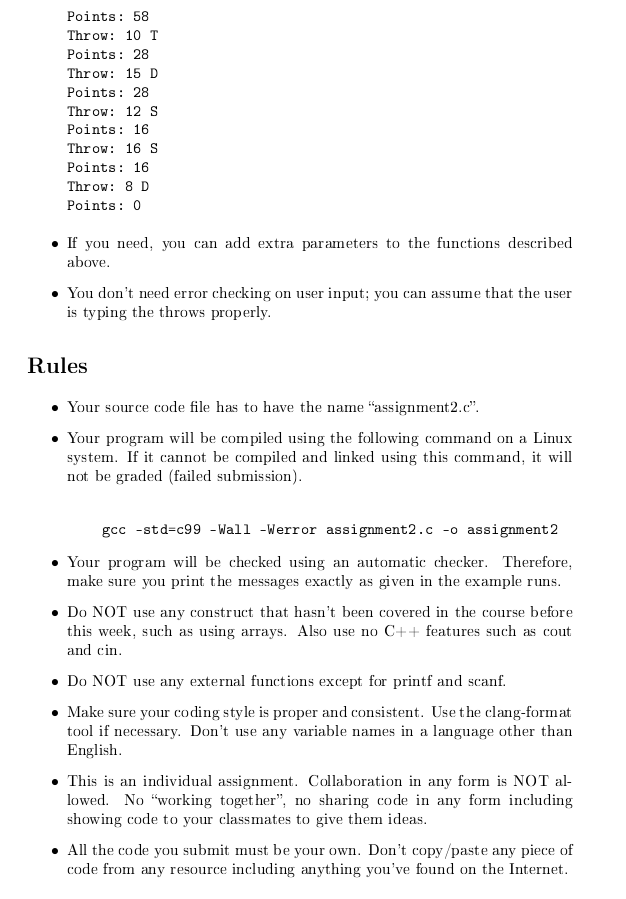 Points: 58
Throw: 10 T
Points: 28
Throw: 15 D
Points: 28
Throw: 12 S
Points: 16
Throw: 16 S
Points: 16
Throw: 8 D
Points: 0
• If you need, you can add extra parameters to the functions described
above.
• You don't need error checking on user input; you can assume that the user
is typing the throws properly.
Rules
• Your source code file has to have the name “assignment2.c”.
• Your program will be compiled using the following command on a Linux
system. If it cannot be compiled and linked using this command, it will
not be graded (failed submission).
gcc -std=c99 -Wall -Werror assignment2.c -o assignment2
• Your program will be checked using an automatic checker. Therefore,
make sure you print the messages exactly as given in the example runs.
• Do NOT use any construct that hasn't been covered in the course before
this week, such as using arrays. Also use no C++ features such as cout
and cin.
• Do NOT use any external functions except for printf and scanf.
• Make sure your coding style is proper and consistent. Use the clang-format
tool if necessary. Don't use any variable names in a language other than
English.
• This is an individual assignment. Collaboration in any form is NOT al-
lowed. No “working together”, no sharing code in any form including
showing code to your classmates to give them ideas.
• All the code you submit must be your own. Don't copy/paste any piece of
code from any resource including anything you've found on the Internet.